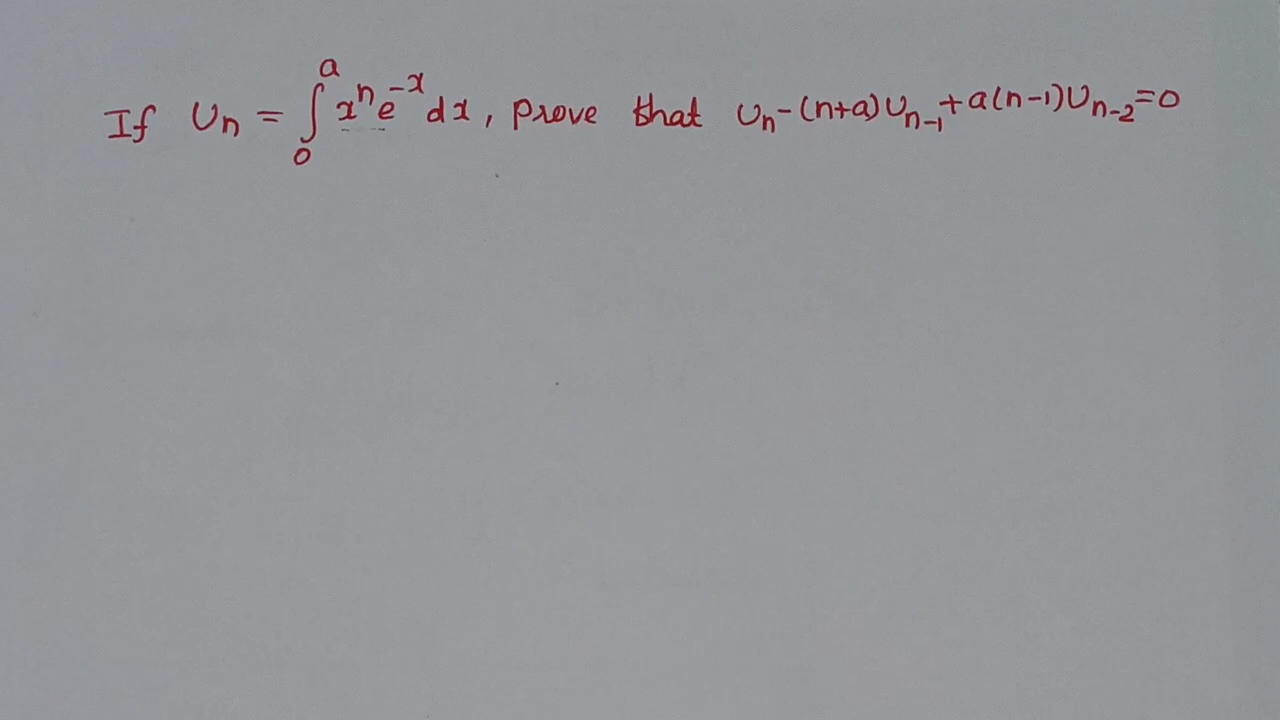 If Uₙ = ∫₀ᵃ xⁿe⁻ˣ dx, prove that Uₙ-(n+a)Uₙ₋₁+a(n-1)Uₙ₋₂=0